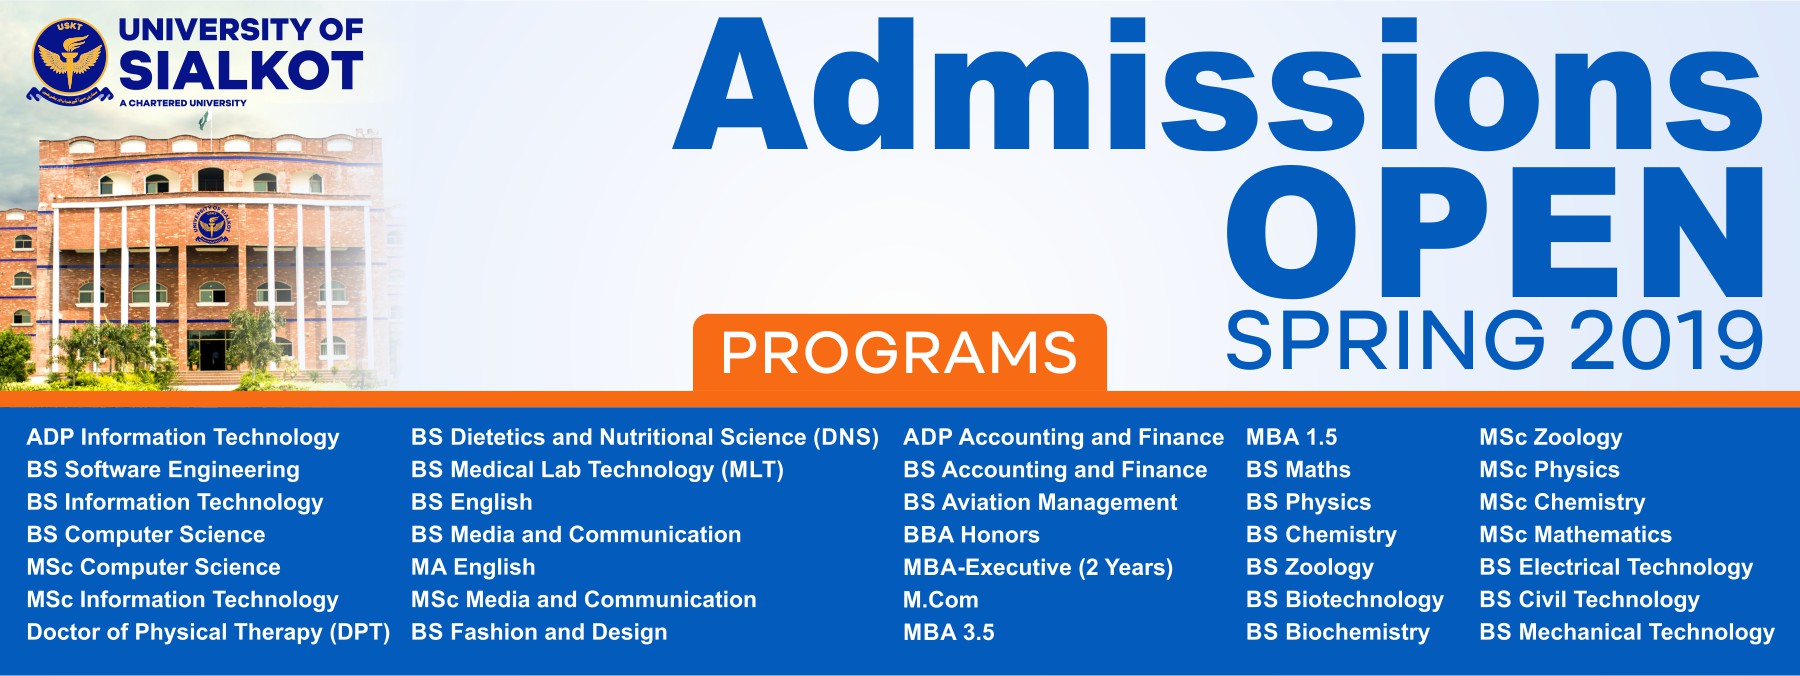 USKT
UNIVERSITY OF
SIALKOT
A CHARTERED UNIVERSITY
Admissions
OPEN
SPRING 2019
UNIVERSITY OF SIALKOT
PROGRAMS
ADP Information Technology
BS Software Engineering
BS Information Technology
BS Computer Science
MSc Computer Science
MSc Information Technology
Doctor of Physical Therapy (DPT)
BS Dietetics and Nutritional Science (DNS)
BS Medical Lab Technology (MLT)
BS English
BS Media and Communication
MA English
MSc Media and Communication
BS Fashion and Design
ADP Accounting and Finance
BS Accounting and Finance
BS Aviation Management
BBA Honors
MBA-Executive (2 Years)
M.Com
MBA 3.5
MBA 1.5
BS Maths
BS Physics
BS Chemistry
BS Zoology
BS Biotechnology
BS Biochemistry
MSc Zoology
MSc Physics
MSc Chemistry
MSc Mathematics
BS Electrical Technology
BS Civil Technology
BS Mechanical Technology